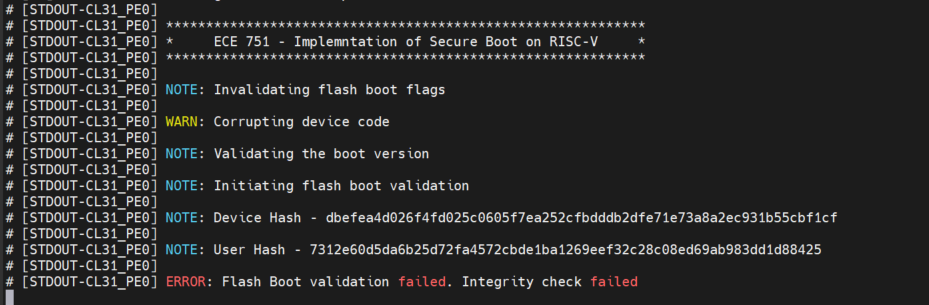 # [STDOUT-CL31_PE0]
# [STDOUT-CL31_PE0] ************************************************************
# [STDOUT-CL31_PE0] *     ECE 751 - Implemntation of Secure Boot on RISC-V     *
# [STDOUT-CL31_PE0] ************************************************************
# [STDOUT-CL31_PE0]
# [STDOUT-CL31_PE0] NOTE: Invalidating flash boot flags
# [STDOUT-CL31_PE0]
# [STDOUT-CL31_PE0] WARN: Corrupting device code
# [STDOUT-CL31_PE0]
# [STDOUT-CL31_PE0] NOTE: Validating the boot version
# [STDOUT-CL31_PE0]
# [STDOUT-CL31_PE0] NOTE: Initiating flash boot validation
# [STDOUT-CL31_PE0]
# [STDOUT-CL31_PE0] NOTE: Device Hash - dbefea4d026f4fd025c0605f7ea252cfbdddb2dfe71e73a8a2ec931b55cbf1cf
# [STDOUT-CL31_PE0]
# [STDOUT-CL31_PE0] NOTE: User Hash - 7312e60d5da6b25d72fa4572cbde1ba1269eef32c28c08ed69ab983dd1d88425
# [STDOUT-CL31_PE0]
# [STDOUT-CL31_PE0] ERROR: Flash Boot validation failed. Integrity check failed